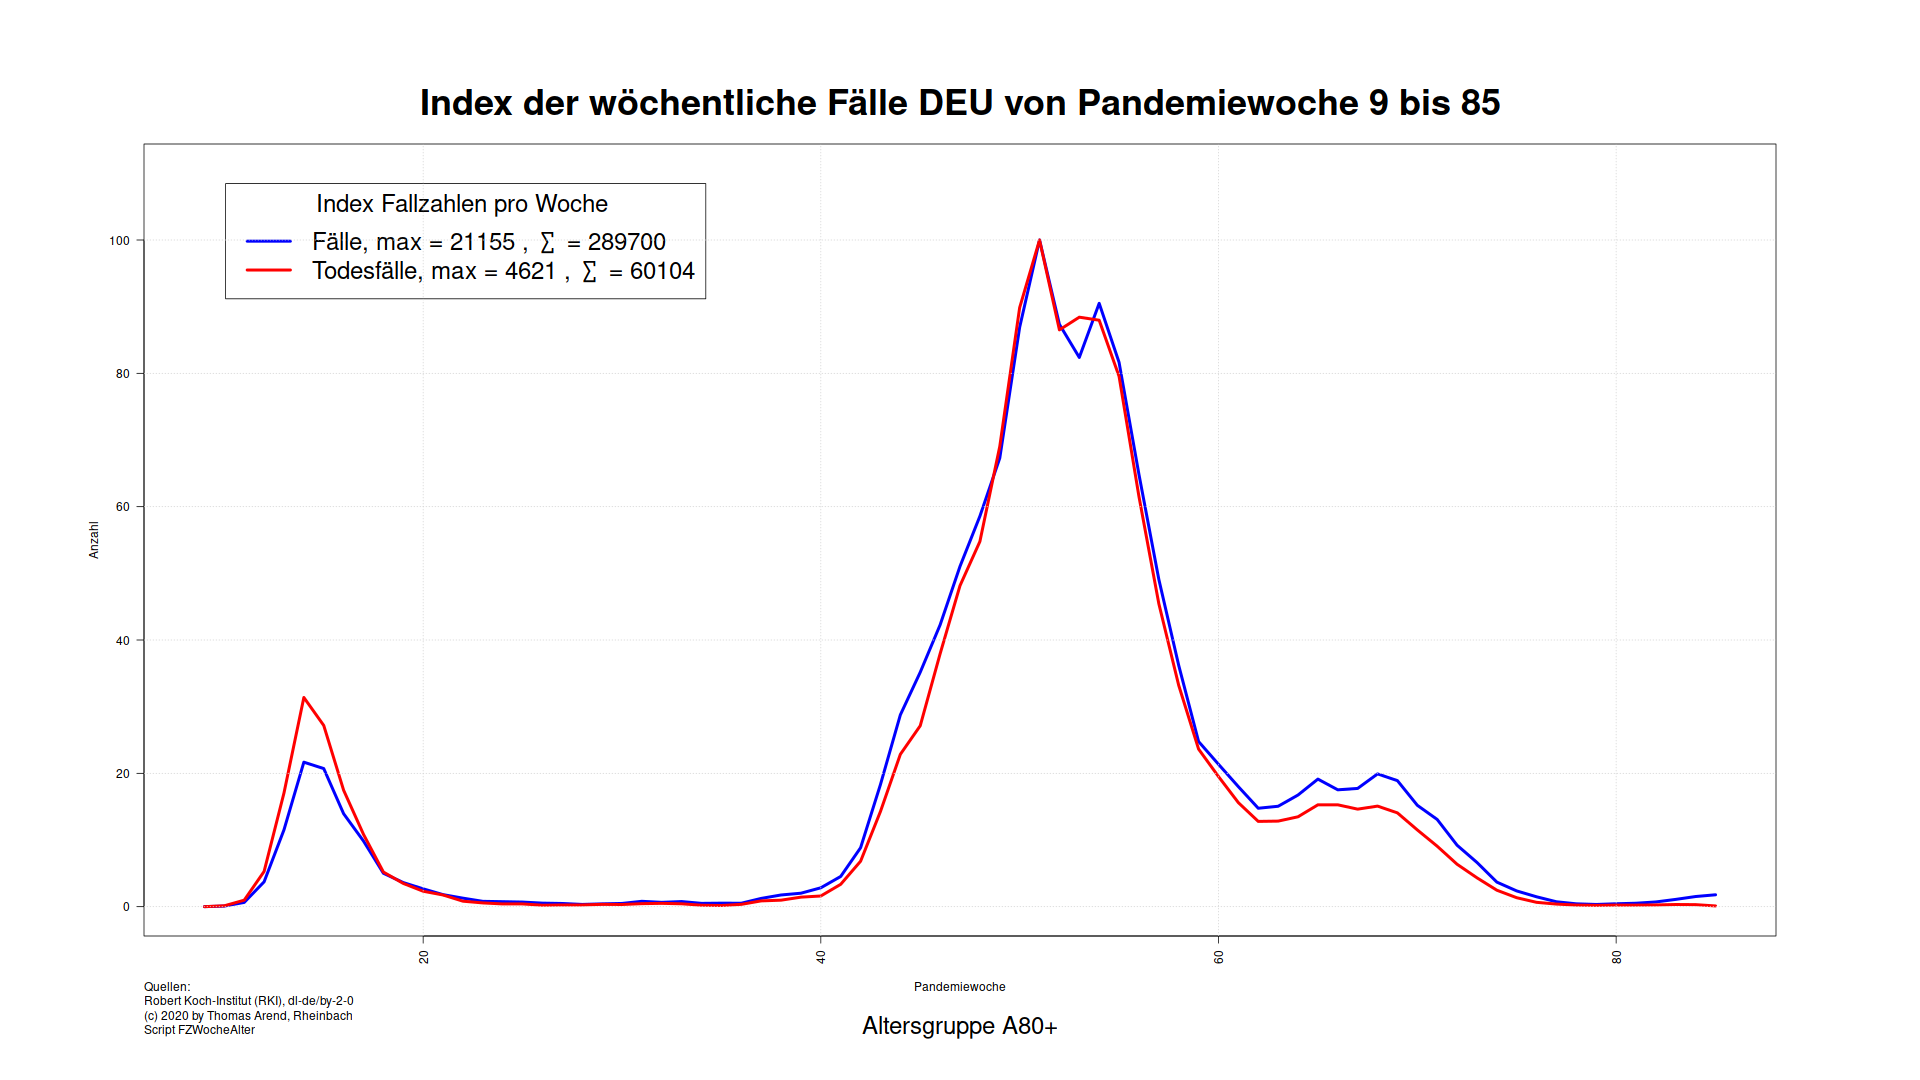 Index der wöchentliche Fälle DEU von Pandemiewoche 9 bis 85
Index Fallzahlen pro Woche
Fälle, max = 21155 , ∑ = 289700
Todesfälle, max = 4621 , ∑ = 60104
100
80
60
40
20
0
Anzahl
20
40
60
80
Pandemiewoche
Quellen:
Robert Koch-Institut (RKI), dl-de/by-2-0
(c) 2020 by Thomas Arend, Rheinbach
Script FZWocheAlter
Altersgruppe A80+